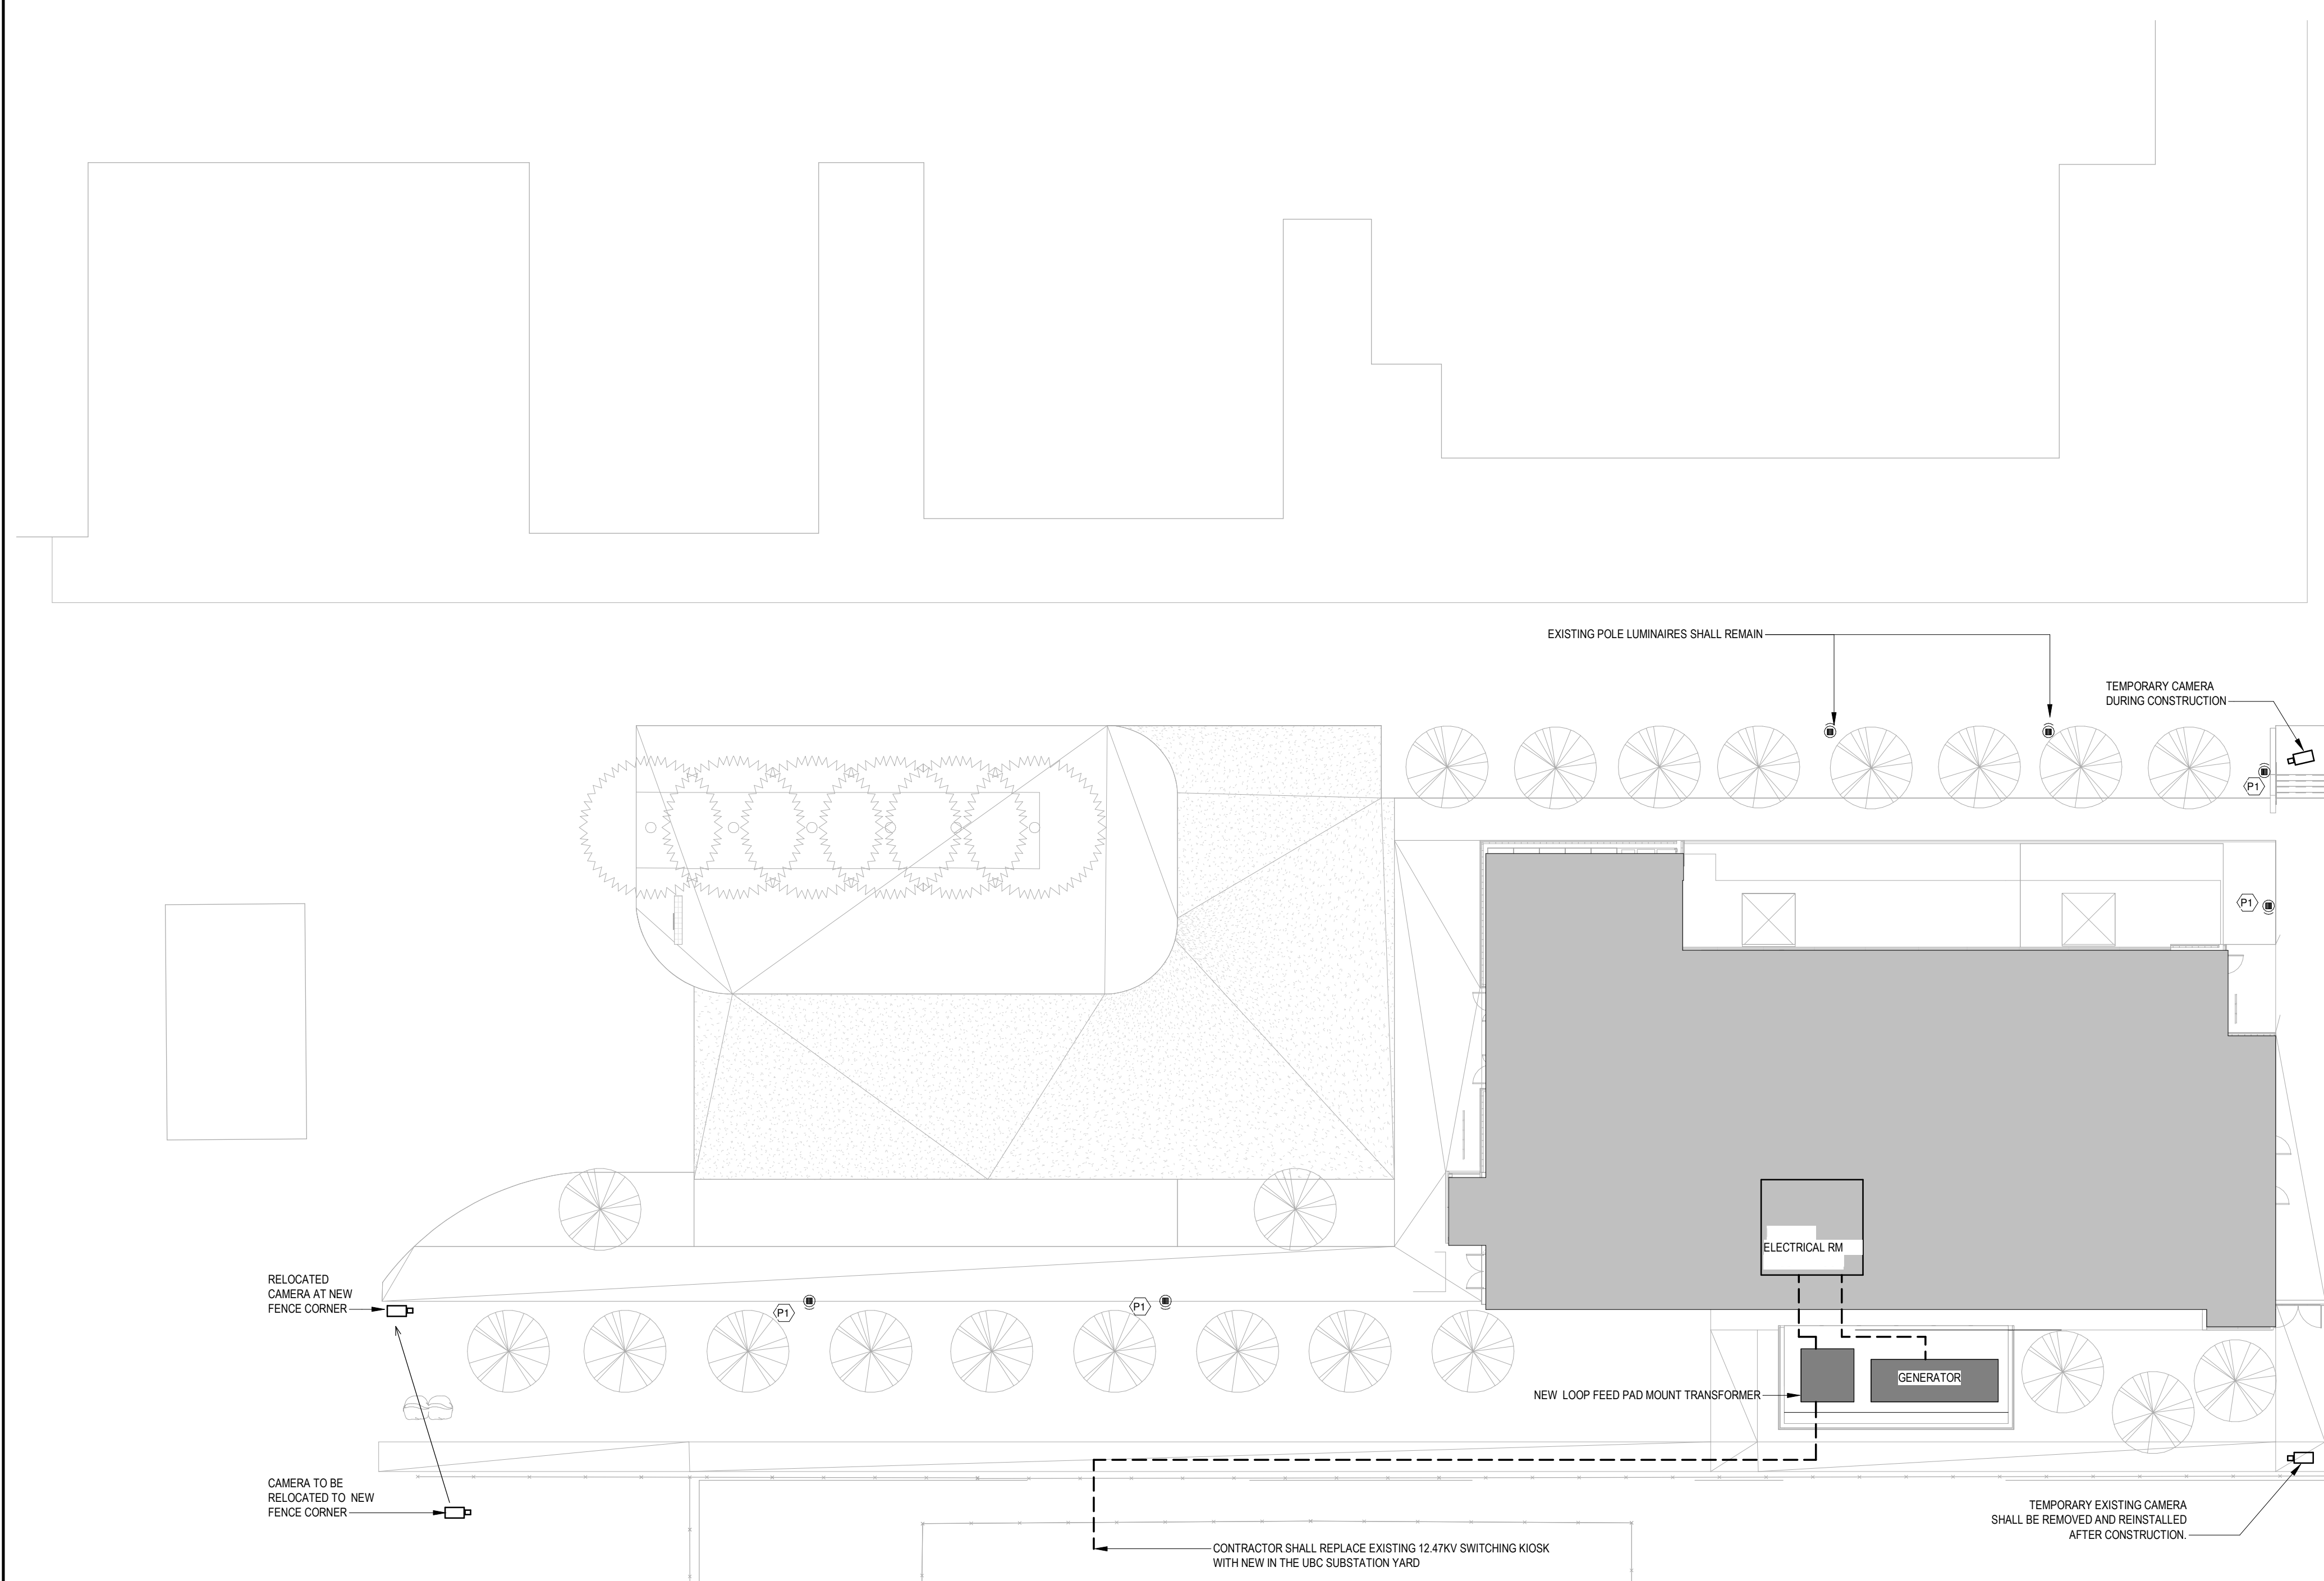 EXISTING POLE LUMINAIRES SHALL REMAIN
TEMPORARY CAMERA
DURING CONSTRUCTION
P1
P1
ELECTRICAL RM
RELOCATED
CAMERA AT NEW
FENCE CORNER
P1
P1
GENERATOR
NEW LOOP FEED PAD MOUNT TRANSFORMER
CAMERA TO BE
RELOCATED TO NEW
FENCE CORNER
TEMPORARY EXISTING CAMERA
SHALL BE REMOVED AND REINSTALLED
AFTER CONSTRUCTION.
CONTRACTOR SHALL REPLACE EXISTING 12.47KV SWITCHING KIOSK
WITH NEW IN THE UBC SUBSTATION YARD